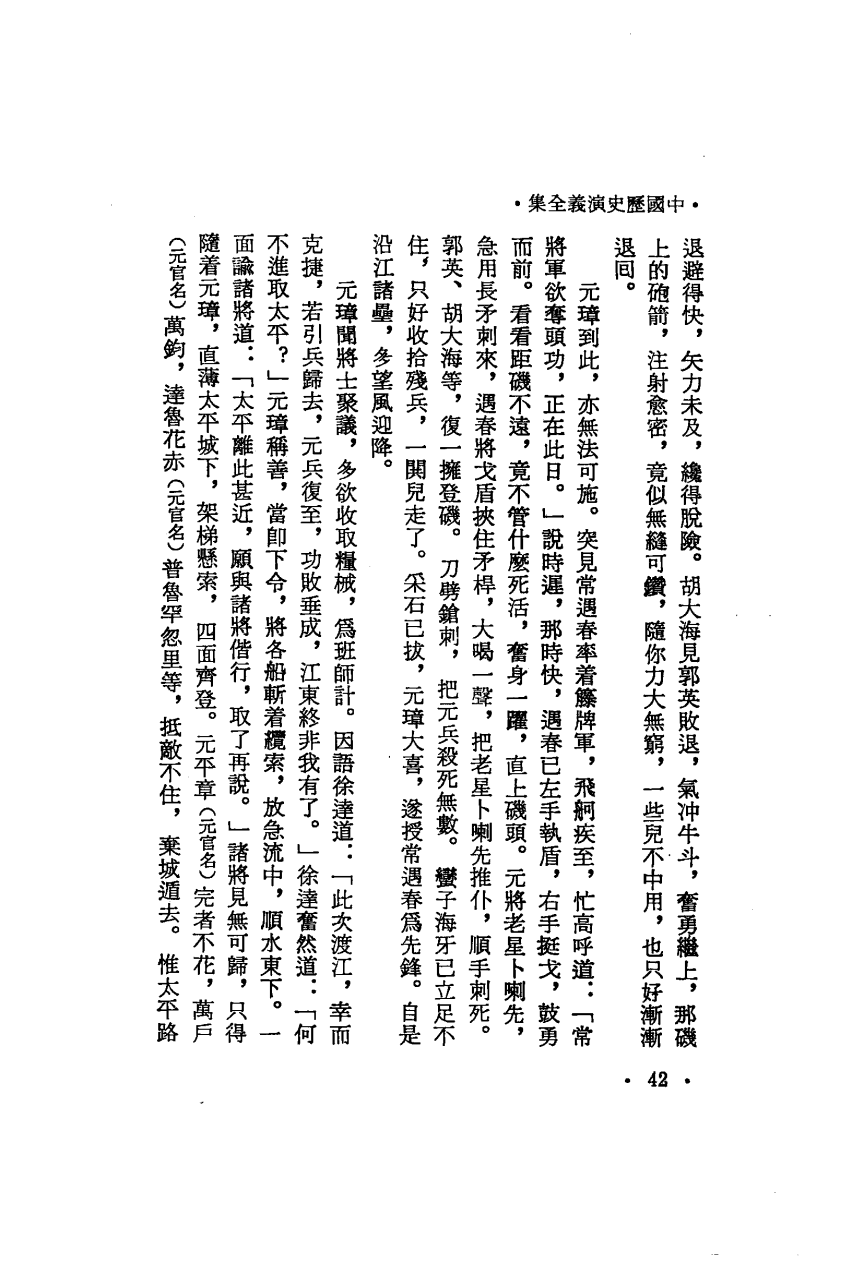 •中國歷史演義全集•
退避得快，矢力未及，纔得脫險。胡大海見郭英敗退，氣冲牛斗，奮勇繼上，那磯
上的砲箭，注射愈密，竟似無縫可鑽，隨你力大無窮，一些兒不中用，也只好漸漸
退回。
元璋到此，亦無法可施。突見常遇春率着籐牌軍，飛舸疾至，忙高呼道：「常
將軍欲奪頭功，正在此日。」說時遲，那時快，遇春已左手執盾，右手挺戈，鼓勇
而前。看看距磯不遠，竟不管什麼死活，奮身一躍，直上磯頭。元將老星卜喇先，
急用長矛刺來，遇春將戈盾挾住矛桿，大喝一聲，把老星卜喇先推仆，順手刺死。
郭英、胡大海等，復一擁登磯。刀劈鎗刺，把元兵殺死無數。蠻子海牙已立足不
住，只好收拾殘兵，一鬨兒走了。采石已拔，元璋大喜，遂授常遇春爲先鋒。自是
沿江諸壘，多望風迎降。
元璋聞將士聚議，多欲收取糧械，爲班師計。因語徐達道：「此次渡江，幸而
克捷，若引兵歸去，元兵復至，功敗垂成，江東終非我有了。」徐達奮然道：「何
不進取太平？」元璋稱善，當卽下令，將各船斬着纜索，放急流中，順水東下。一
面諭諸將道：「太平離此甚近，願與諸將偕行，取了再說。」諸將見無可歸，只得
隨着元璋，直薄太平城下，架梯懸索，四面齊登。元平章（元官名）完者不花，萬戶
（元官名）萬鈞，達魯花赤（元官名）普魯罕忽里等，抵敵不住，棄城遁去。惟太平路
• 42 •